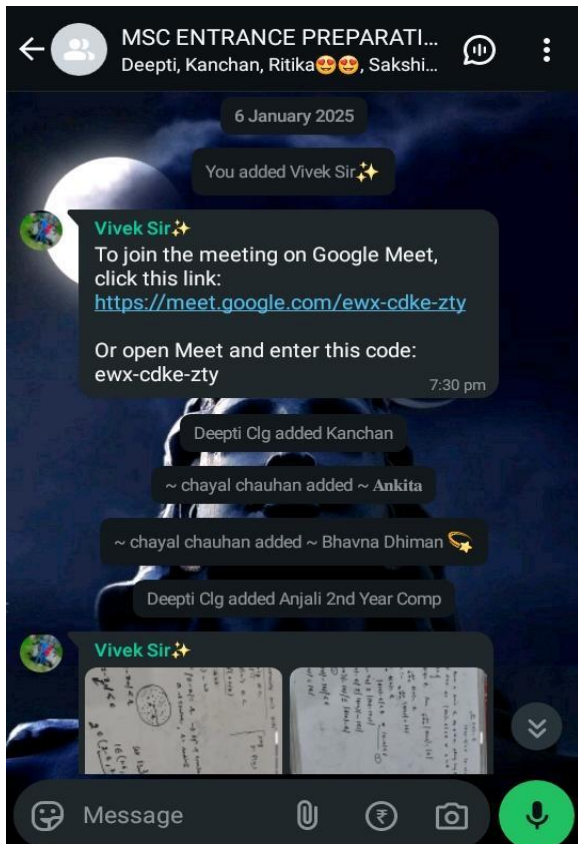 MSC ENTRANCE PREPARATI...
Deepti, Kanchan, Ritika😍😍, Sakshi...
6 January 2025
You added Vivek Sir✨
Vivek Sir✨
To join the meeting on Google Meet,
click this link:
https://meet.google.com/ewx-cdke-zty
Or open Meet and enter this code:
ewx-cdke-zty
7:30 pm
Deepti Clg added Kanchan
~ chayal chauhan added ~ Ankita
~ chayal chauhan added ~ Bhavna Dhiman 💫
Deepti Clg added Anjali 2nd Year Comp
Vivek Sir✨
Message